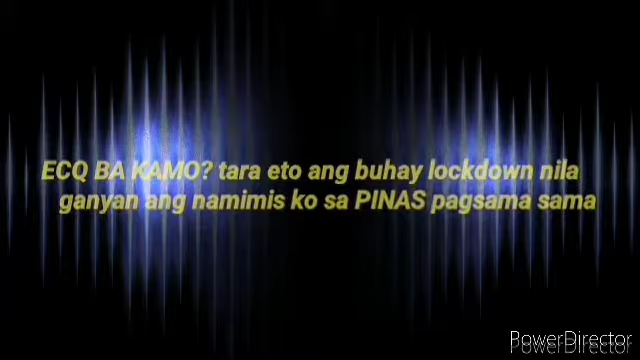 ECQ BA KAMO? tara eto ang buhay lockdown nila
ganyan ang namimis ko sa PINAS pagsama sama
PowerDirector